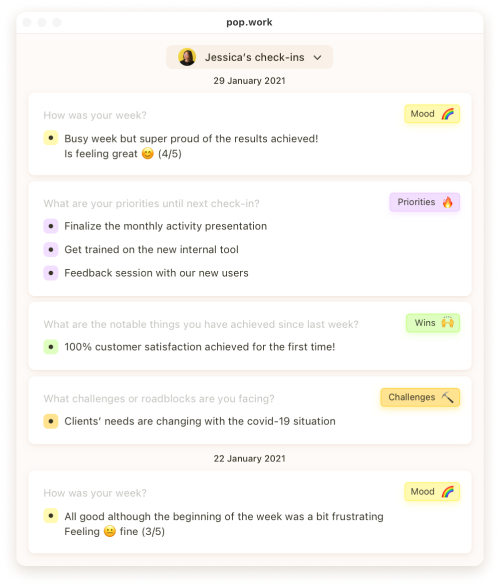 pop.work
Jessica's check-ins
29 January 2021
How was your week?
Mood 🌈
Busy week but super proud of the results achieved!
Is feeling great 😊 (4/5)
What are your priorities until next check-in?
Priorities 🔥
Finalize the monthly activity presentation
Get trained on the new internal tool
Feedback session with our new users
What are the notable things you have achieved since last week?
Wins 🙌
100% customer satisfaction achieved for the first time!
What challenges or roadblocks are you facing?
Challenges ⛏️
Clients' needs are changing with the covid-19 situation
22 January 2021
How was your week?
Mood 🌈
All good although the beginning of the week was a bit frustrating
Feeling 😐 fine (3/5)